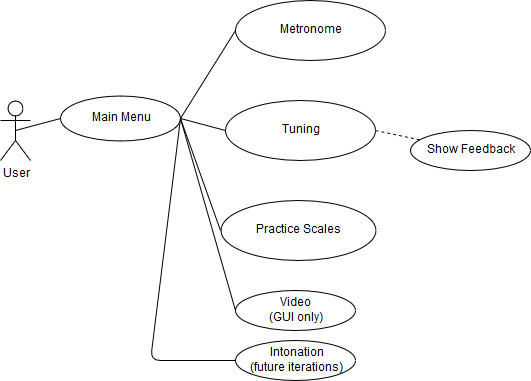 Metronome
Main Menu
Tuning
Show Feedback
User
Practice Scales
Video
(GUI only)
Intonation
(future iterations)